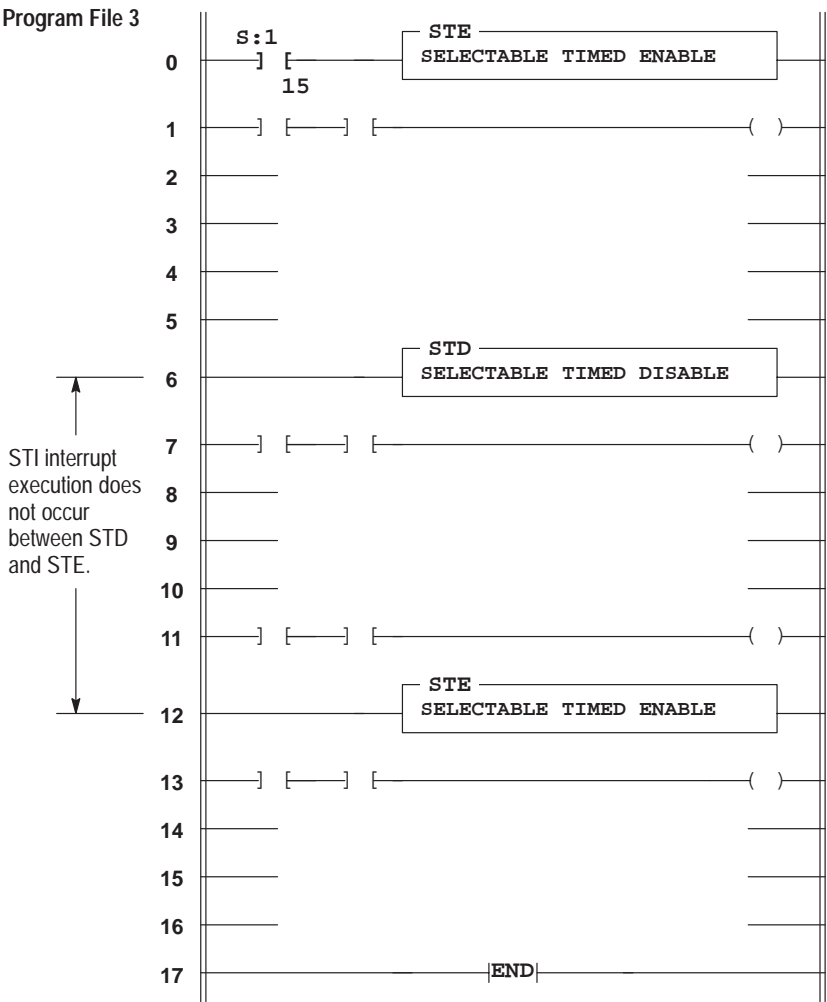 Program File 3
S:1
STE
SELECTABLE TIMED ENABLE
0
] [
15
1
] [ ] [ ( )
2
3
4
5
STD
SELECTABLE TIMED DISABLE
6
STI interrupt
execution does
not occur
between STD
and STE.
7
] [ ] [ ( )
8
9
10
11
] [ ] [ ( )
STE
SELECTABLE TIMED ENABLE
12
13
] [ ] [ ( )
14
15
16
17
END